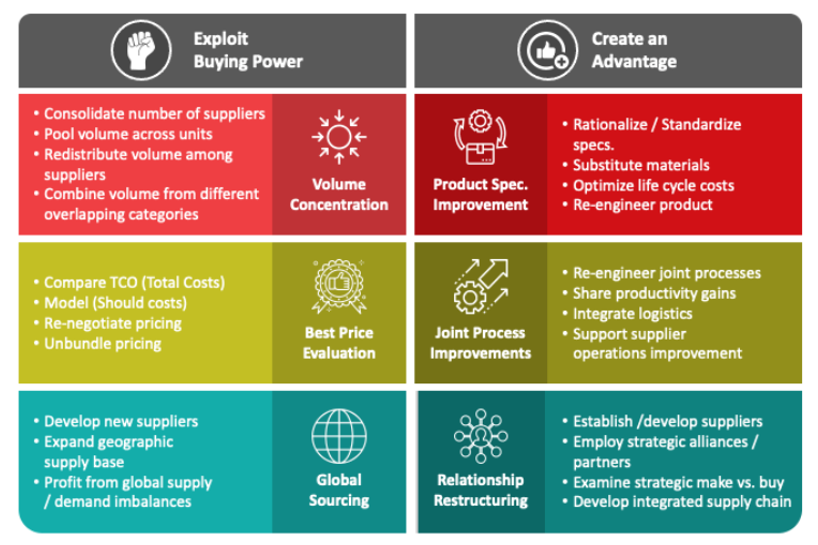 Exploit
Buying Power
Create an
Advantage
• Consolidate number of suppliers
• Pool volume across units
• Redistribute volume among
suppliers
• Combine volume from different
overlapping categories
Volume
Concentration
Product Spec.
Improvement
• Rationalize / Standardize
specs.
• Substitute materials
• Optimize life cycle costs
• Re-engineer product
• Compare TCO (Total Costs)
• Model (Should costs)
• Re-negotiate pricing
• Unbundle pricing
Best Price
Evaluation
Joint Process
Improvements
• Re-engineer joint processes
• Share productivity gains
• Integrate logistics
• Support supplier
operations improvement
• Develop new suppliers
• Expand geographic
supply base
• Profit from global supply
/ demand imbalances
Global
Sourcing
Relationship
Restructuring
• Establish /develop suppliers
• Employ strategic alliances /
partners
• Examine strategic make vs. buy
• Develop integrated supply chain